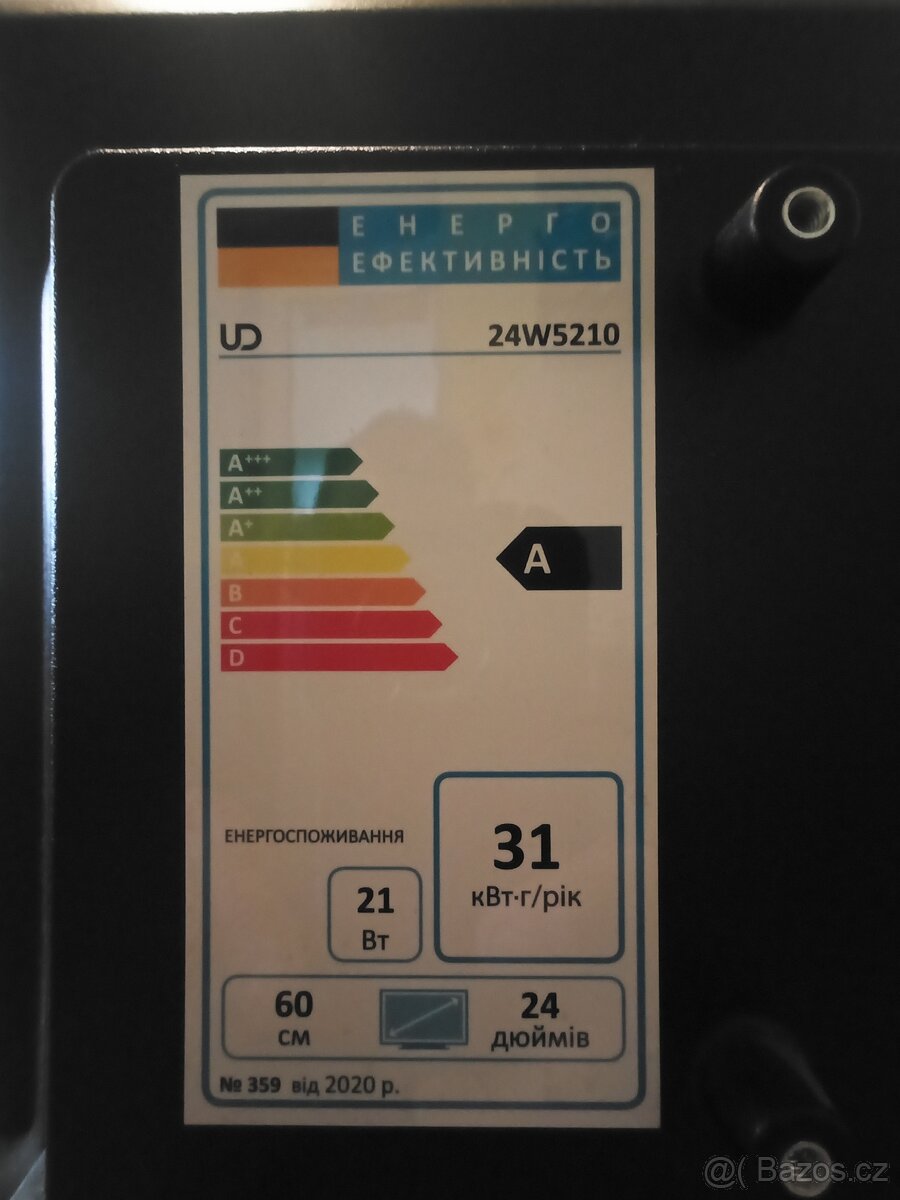 ЕНЕРГО
ЕФЕКТИВНІСТЬ
UD 24W5210
A+++
A++
A+
A
A
B
C
D
ЕНЕРГОСПОЖИВАННЯ
31
кВт·г/рік
21
Вт
60
см
24
дюймів
№ 359 від 2020 р.
@( Bazos.cz